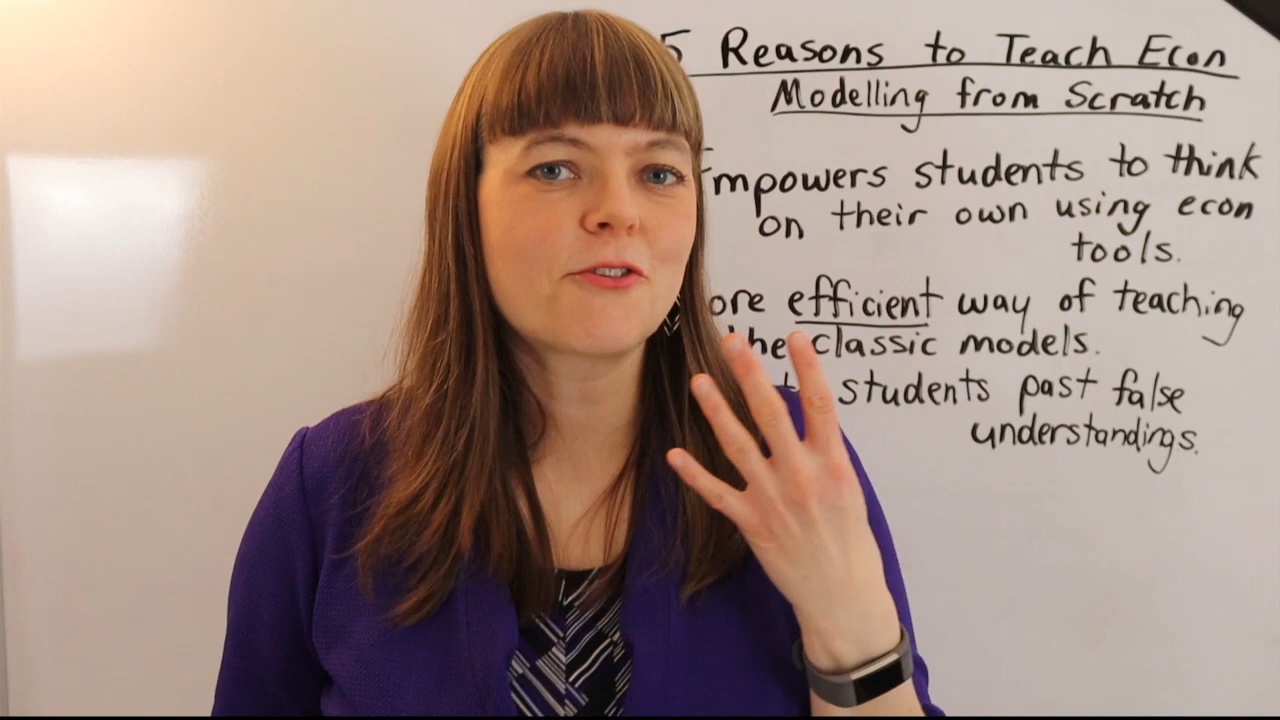 5 Reasons to Teach Econ
Modelling from Scratch
Empowers students to think
on their own using econ
tools.
ore efficient way of teaching
the classic models.
students past false
understandings.